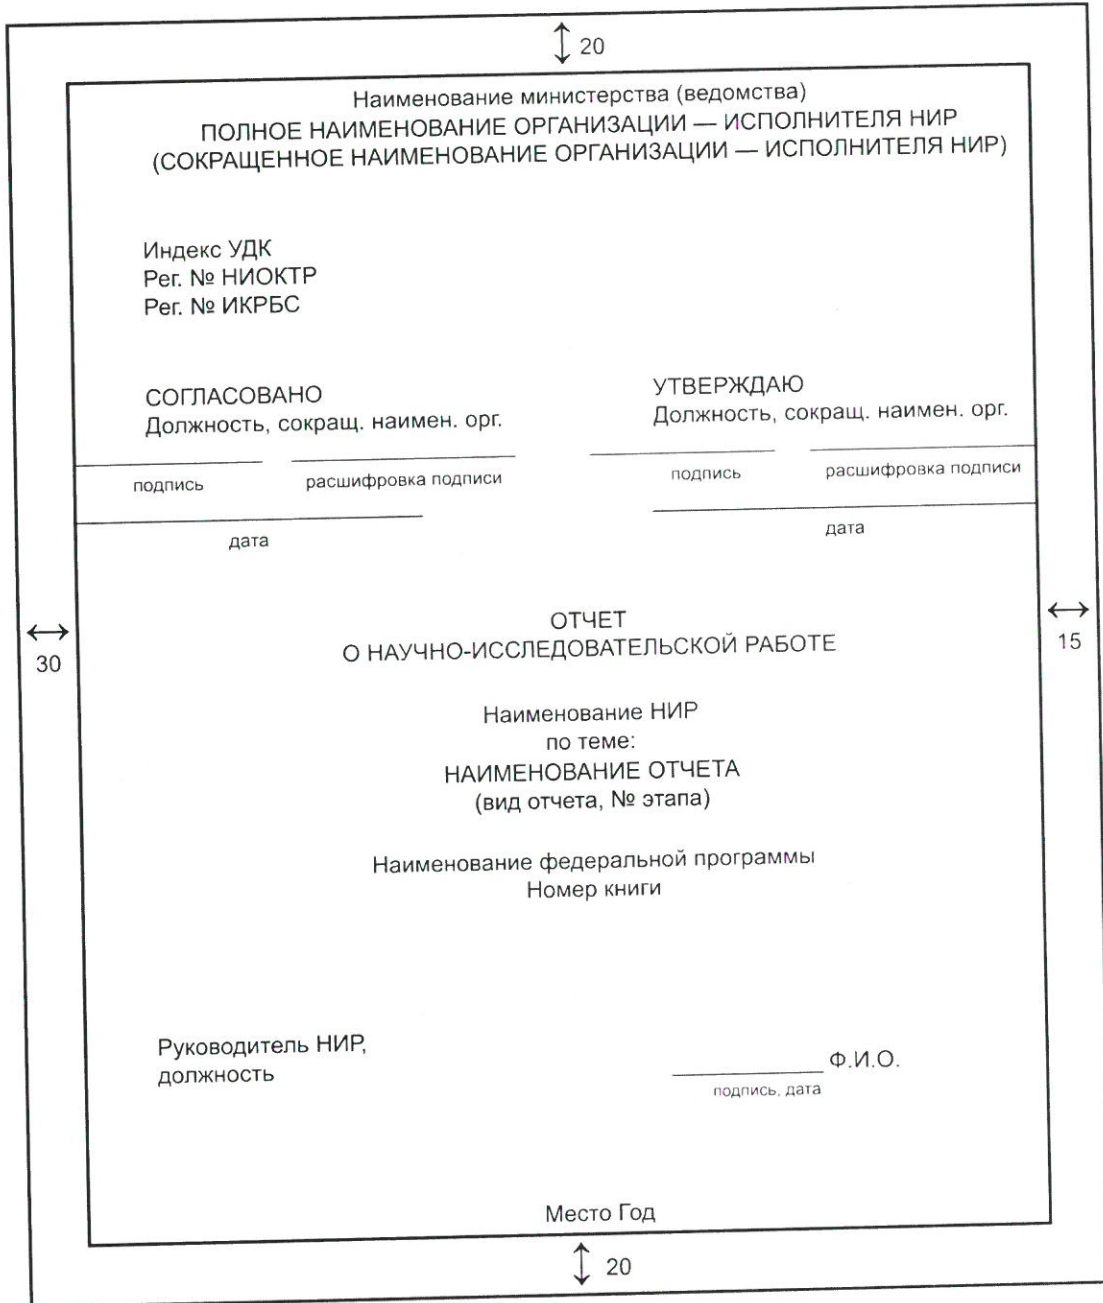 20
Наименование министерства (ведомства)
ПОЛНОЕ НАИМЕНОВАНИЕ ОРГАНИЗАЦИИ — ИСПОЛНИТЕЛЯ НИР
(СОКРАЩЕННОЕ НАИМЕНОВАНИЕ ОРГАНИЗАЦИИ — ИСПОЛНИТЕЛЯ НИР)
Индекс УДК
Рег. № НИОКТР
Рег. № ИКРБС
СОГЛАСОВАНО
Должность, сокращ. наимен. орг.
подпись расшифровка подписи
дата
УТВЕРЖДАЮ
Должность, сокращ. наимен. орг.
подпись расшифровка подписи
дата
30
15
ОТЧЕТ
О НАУЧНО-ИССЛЕДОВАТЕЛЬСКОЙ РАБОТЕ
Наименование НИР
по теме:
НАИМЕНОВАНИЕ ОТЧЕТА
(вид отчета, № этапа)
Наименование федеральной программы
Номер книги
Руководитель НИР,
должность
Ф.И.О.
подпись, дата
Место Год
20